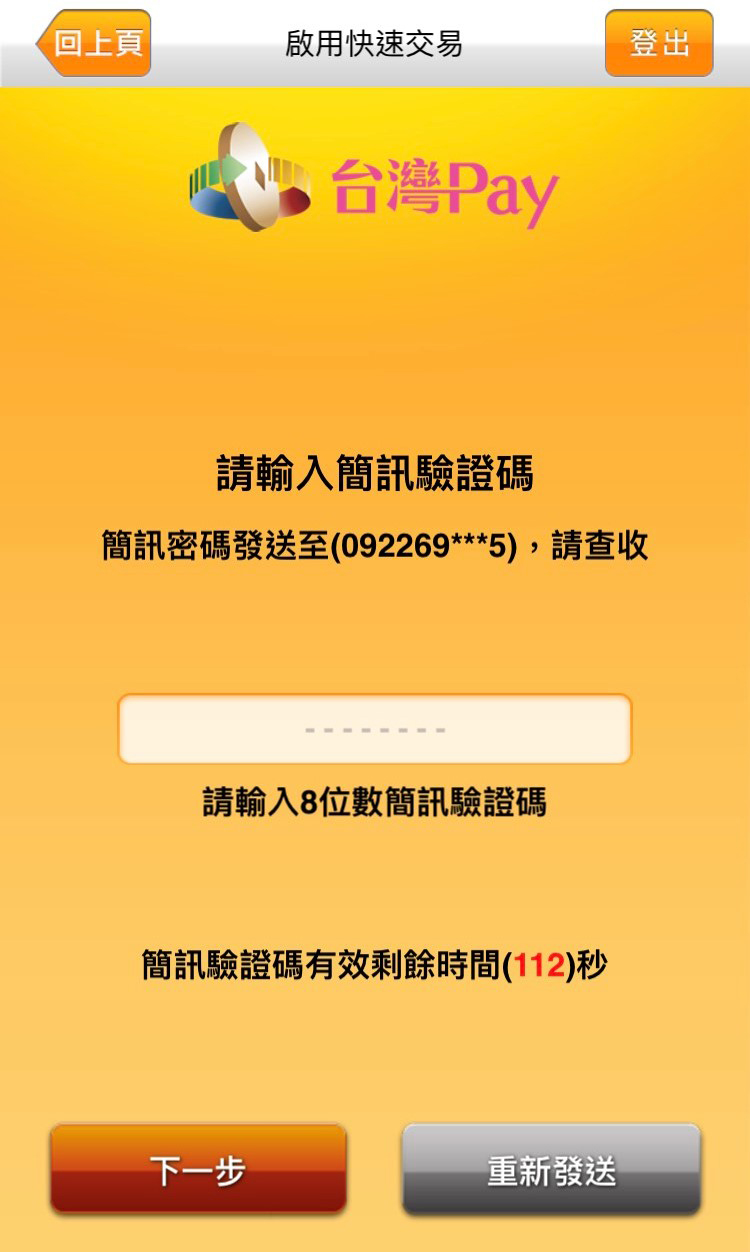 回上頁
啟用快速交易
登出
台灣Pay
請輸入簡訊驗證碼
簡訊密碼發送至(092269***5)，請查收
--------
請輸入8位數簡訊驗證碼
簡訊驗證碼有效剩餘時間(112)秒
下一步
重新發送